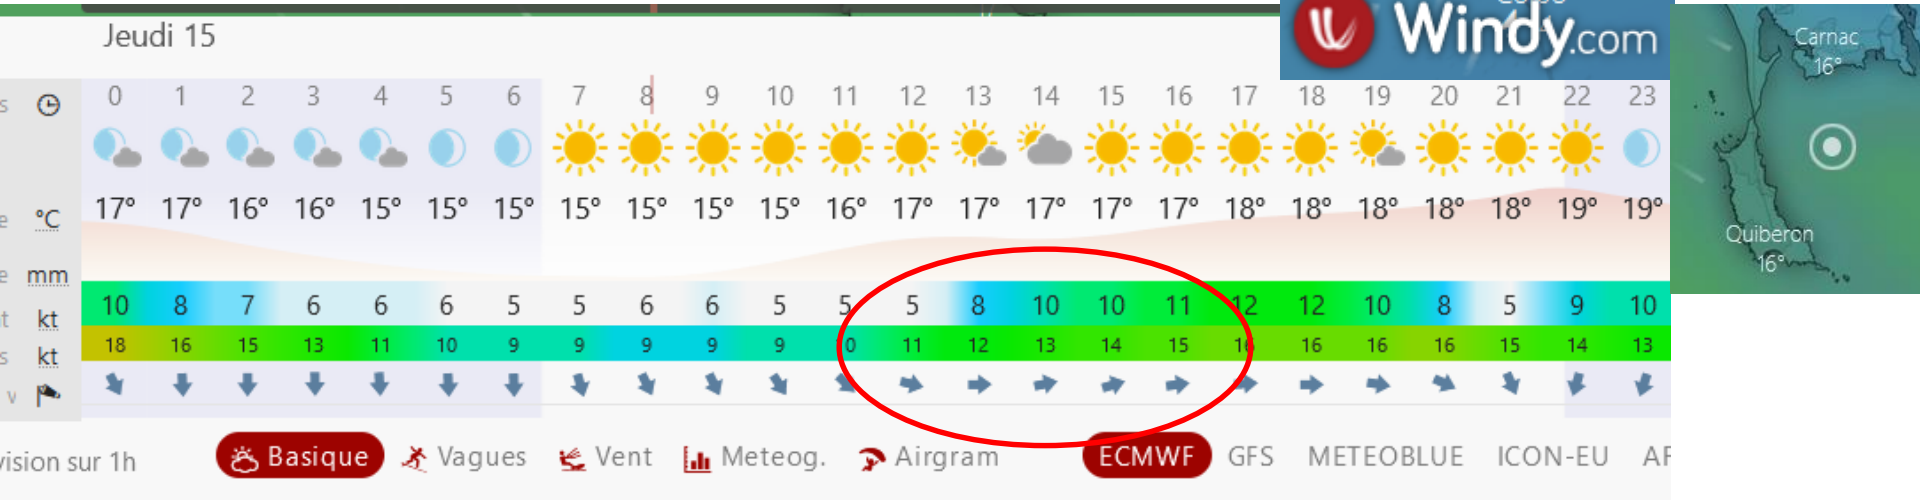 Jeudi 15
Windy.com
Carnac
16°
0 1 2 3 4 5 6 7 8 9 10 11 12 13 14 15 16 17 18 19 20 21 22 23
°C 17° 17° 16° 16° 15° 15° 15° 15° 15° 15° 15° 16° 17° 17° 17° 17° 17° 18° 18° 18° 18° 18° 19° 19°
Quiberon
16°
mm
kt 10 8 7 6 6 6 5 5 6 6 5 5 5 8 10 10 11 12 12 10 8 5 9 10
kt 18 16 15 13 11 10 9 9 9 9 9 10 11 12 13 14 15 16 16 16 16 15 14 13
vision sur 1h Basique Vagues Vent Meteog. Airgram ECMWF GFS METEOBLUE ICON-EU